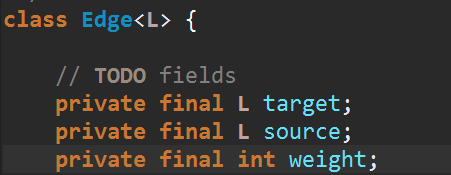 class Edge<L> {
// TODO fields
private final L target;
private final L source;
private final int weight;